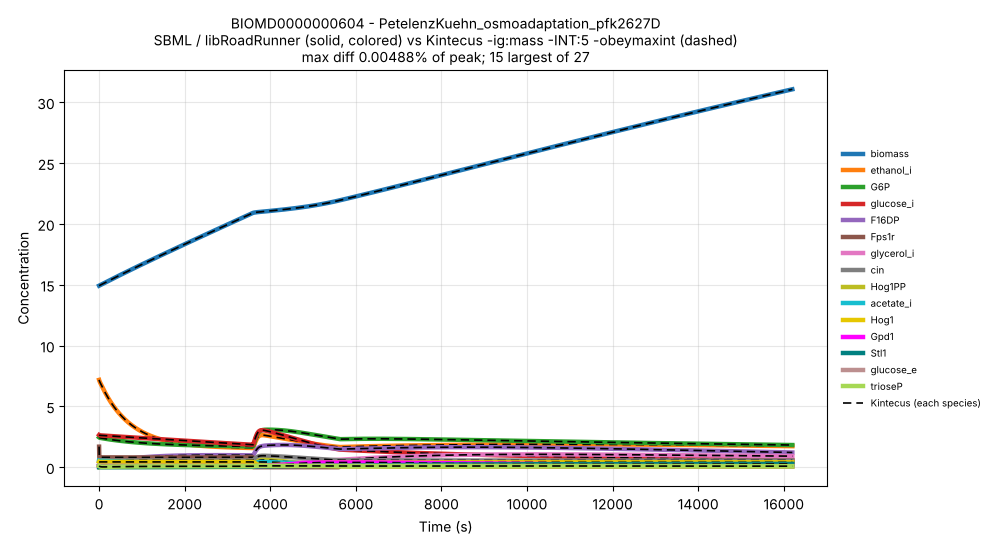 BIOMD0000000604 - PetelenzKuehn_osmoadaptation_pfk2627D
SBML / libRoadRunner (solid, colored) vs Kintecus -ig:mass -INT:5 -obeymaxint (dashed)
max diff 0.00488% of peak; 15 largest of 27
Concentration
30
25
20
15
10
5
0
0
2000
4000
6000
8000
10000
12000
14000
16000
Time (s)
biomass
ethanol_i
G6P
glucose_i
F16DP
Fps1r
glycerol_i
cin
Hog1PP
acetate_i
Hog1
Gpd1
Stl1
glucose_e
trioseP
Kintecus (each species)